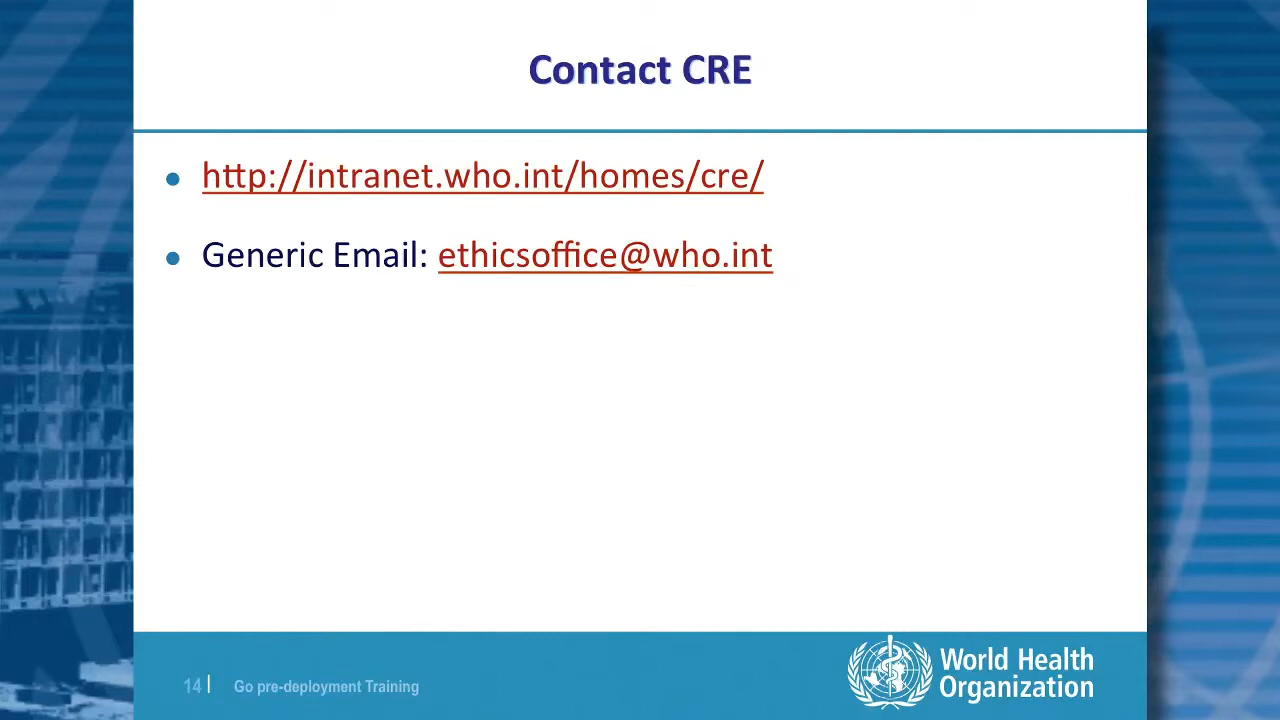 Contact CRE
• http://intranet.who.int/homes/cre/
• Generic Email: ethicsoffice@who.int
14 | Go pre-deployment Training
World Health
Organization